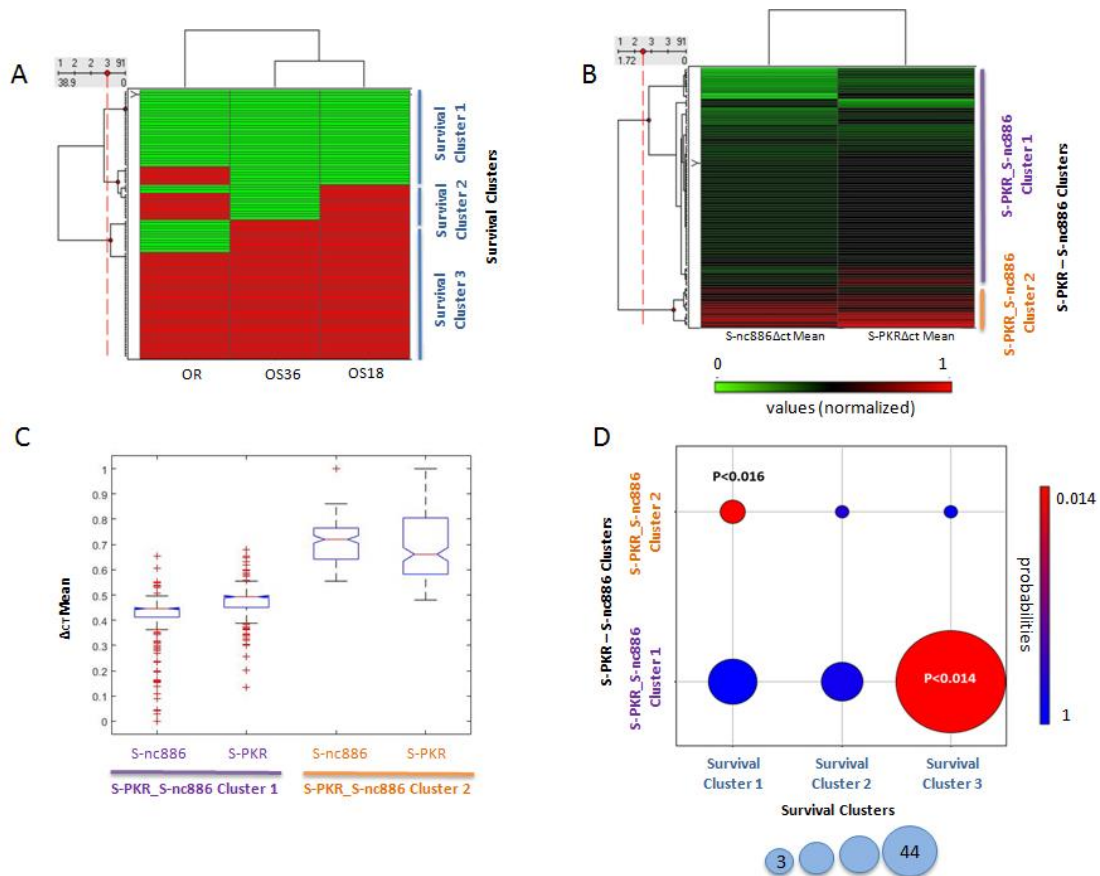 A
1 2 2 3 91
38.9 0
Survival Cluster 1
Survival Cluster 2
Survival Cluster 3
Survival Clusters
OR OS36 OS18
B
1 2 3 3 91
1.72 0
S-PKR_S-nc886 Cluster 1
S-PKR_S-nc886 Cluster 2
S-PKR – S-nc886 Clusters
S-nc886Δct Mean S-PKRΔct Mean
0 1
values (normalized)
C
ΔCT Mean
1
0.9
0.8
0.7
0.6
0.5
0.4
0.3
0.2
0.1
0
S-nc886 S-PKR S-nc886 S-PKR
S-PKR_S-nc886 Cluster 1 S-PKR_S-nc886 Cluster 2
D
S-PKR – S-nc886 Clusters
S-PKR_S-nc886
Cluster 2
S-PKR_S-nc886
Cluster 1
P<0.016
P<0.014
0.014
probabilities
1
Survival Survival Survival
Cluster 1 Cluster 2 Cluster 3
Survival Clusters
3 44